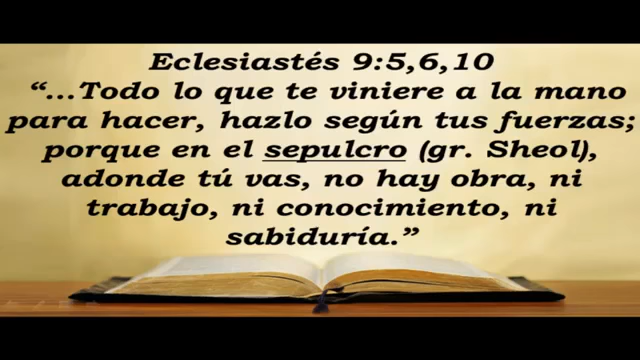 Eclesiastés 9:5,6,10
“...Todo lo que te viniere a la mano
para hacer, hazlo según tus fuerzas;
porque en el sepulcro (gr. Sheol),
adonde tú vas, no hay obra, ni
trabajo, ni conocimiento, ni
sabiduría.”